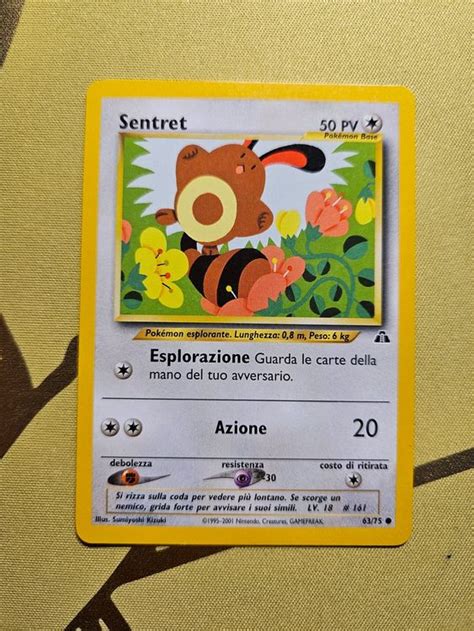 Sentret
50 PV
Pokémon Base
Pokémon esplorante. Lunghezza: 0,8 m, Peso: 6 kg
Esplorazione Guarda le carte della
mano del tuo avversario.
Azione 20
debolezza resistenza costo di ritirata
-30
Si rizza sulla coda per vedere più lontano. Se scorge un
nemico, grida forte per avvisare i suoi simili. LV. 18 # 161
Illus. Sumiyoshi Kizuki ©1995-2001 Nintendo, Creatures, GAMEFREAK. 63/75